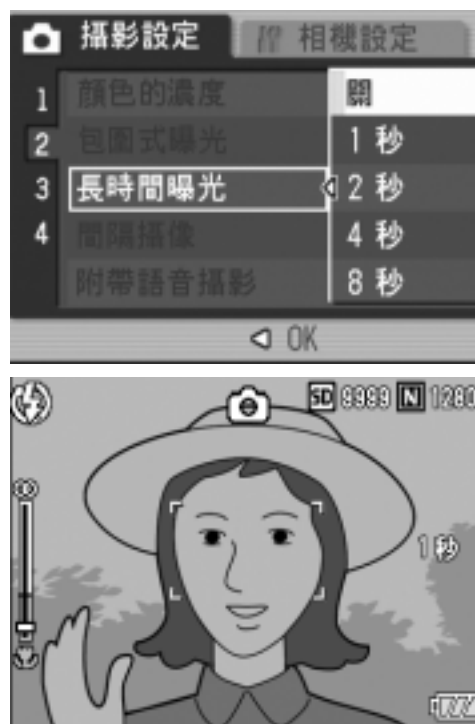 攝影設定 相機設定
1 顏色的濃度 關
2 包圍式曝光 1 秒
3 長時間曝光 2 秒
4 間隔攝像 4 秒
附帶語音攝影 8 秒
OK
SD 9999 N 1280
1 秒